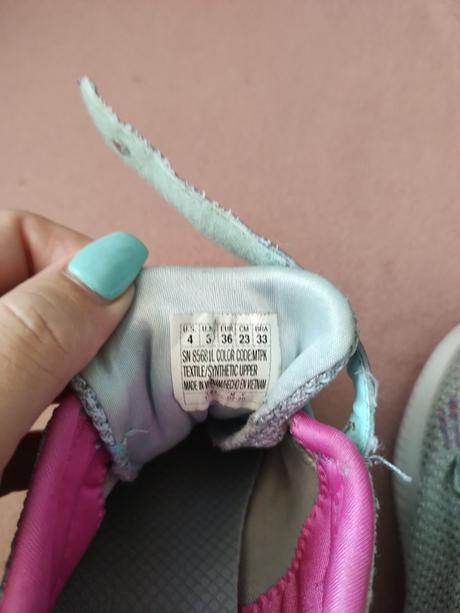 U.S. U.K. EUR CM BRA
4 3 36 23 33
SN 85681L COLOR CODE:MTPK
TEXTILE/SYNTHETIC UPPER
MADE IN VIETNAM/HECHO EN VIETNAM